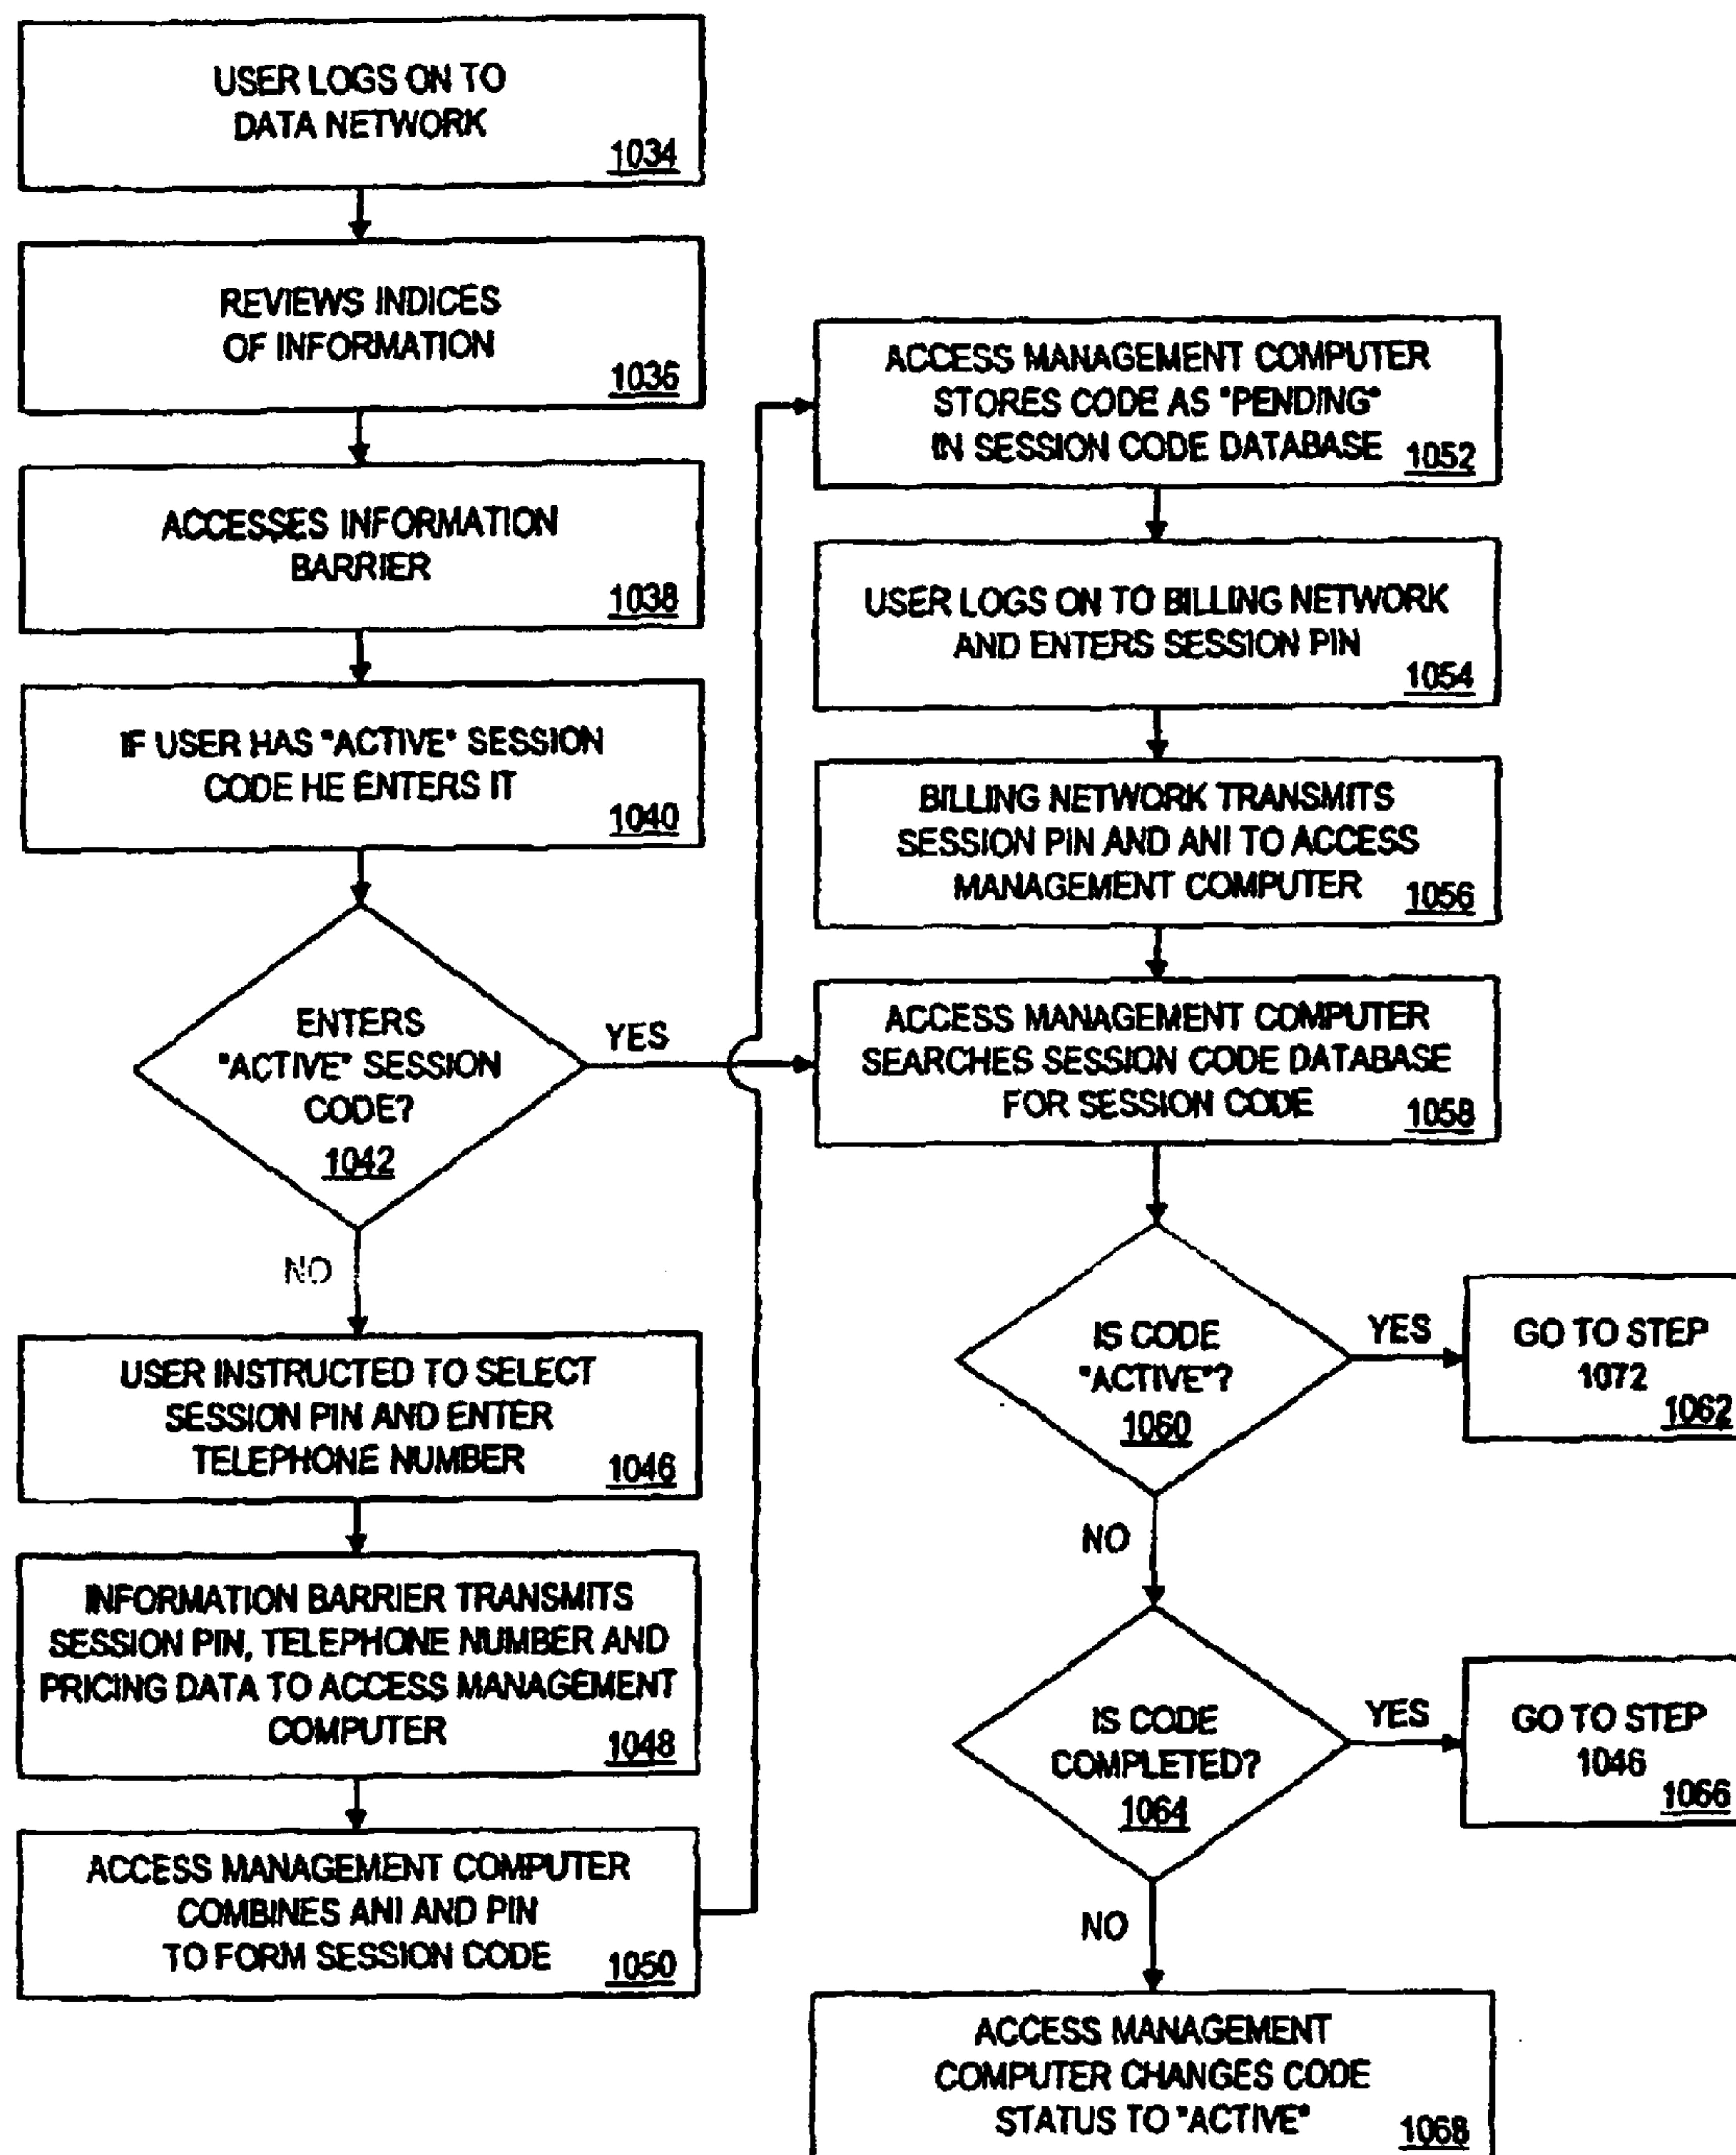 USER LOGS ON TO
DATA NETWORK
1034
REVIEWS INDICES
OF INFORMATION
1036
ACCESSES INFORMATION
BARRIER
1038
IF USER HAS "ACTIVE" SESSION
CODE HE ENTERS IT
1040
ENTERS
"ACTIVE" SESSION
CODE?
1042
YES
NO
USER INSTRUCTED TO SELECT
SESSION PIN AND ENTER
TELEPHONE NUMBER
1046
INFORMATION BARRIER TRANSMITS
SESSION PIN, TELEPHONE NUMBER AND
PRICING DATA TO ACCESS MANAGEMENT
COMPUTER
1048
ACCESS MANAGEMENT COMPUTER
COMBINES ANI AND PIN
TO FORM SESSION CODE
1050
ACCESS MANAGEMENT COMPUTER
STORES CODE AS "PENDING"
IN SESSION CODE DATABASE
1052
USER LOGS ON TO BILLING NETWORK
AND ENTERS SESSION PIN
1054
BILLING NETWORK TRANSMITS
SESSION PIN AND ANI TO ACCESS
MANAGEMENT COMPUTER
1056
ACCESS MANAGEMENT COMPUTER
SEARCHES SESSION CODE DATABASE
FOR SESSION CODE
1058
IS CODE
"ACTIVE"?
1060
YES
GO TO STEP
1072
1062
NO
IS CODE
COMPLETED?
1064
YES
GO TO STEP
1046
1066
NO
ACCESS MANAGEMENT
COMPUTER CHANGES CODE
STATUS TO "ACTIVE"
1068